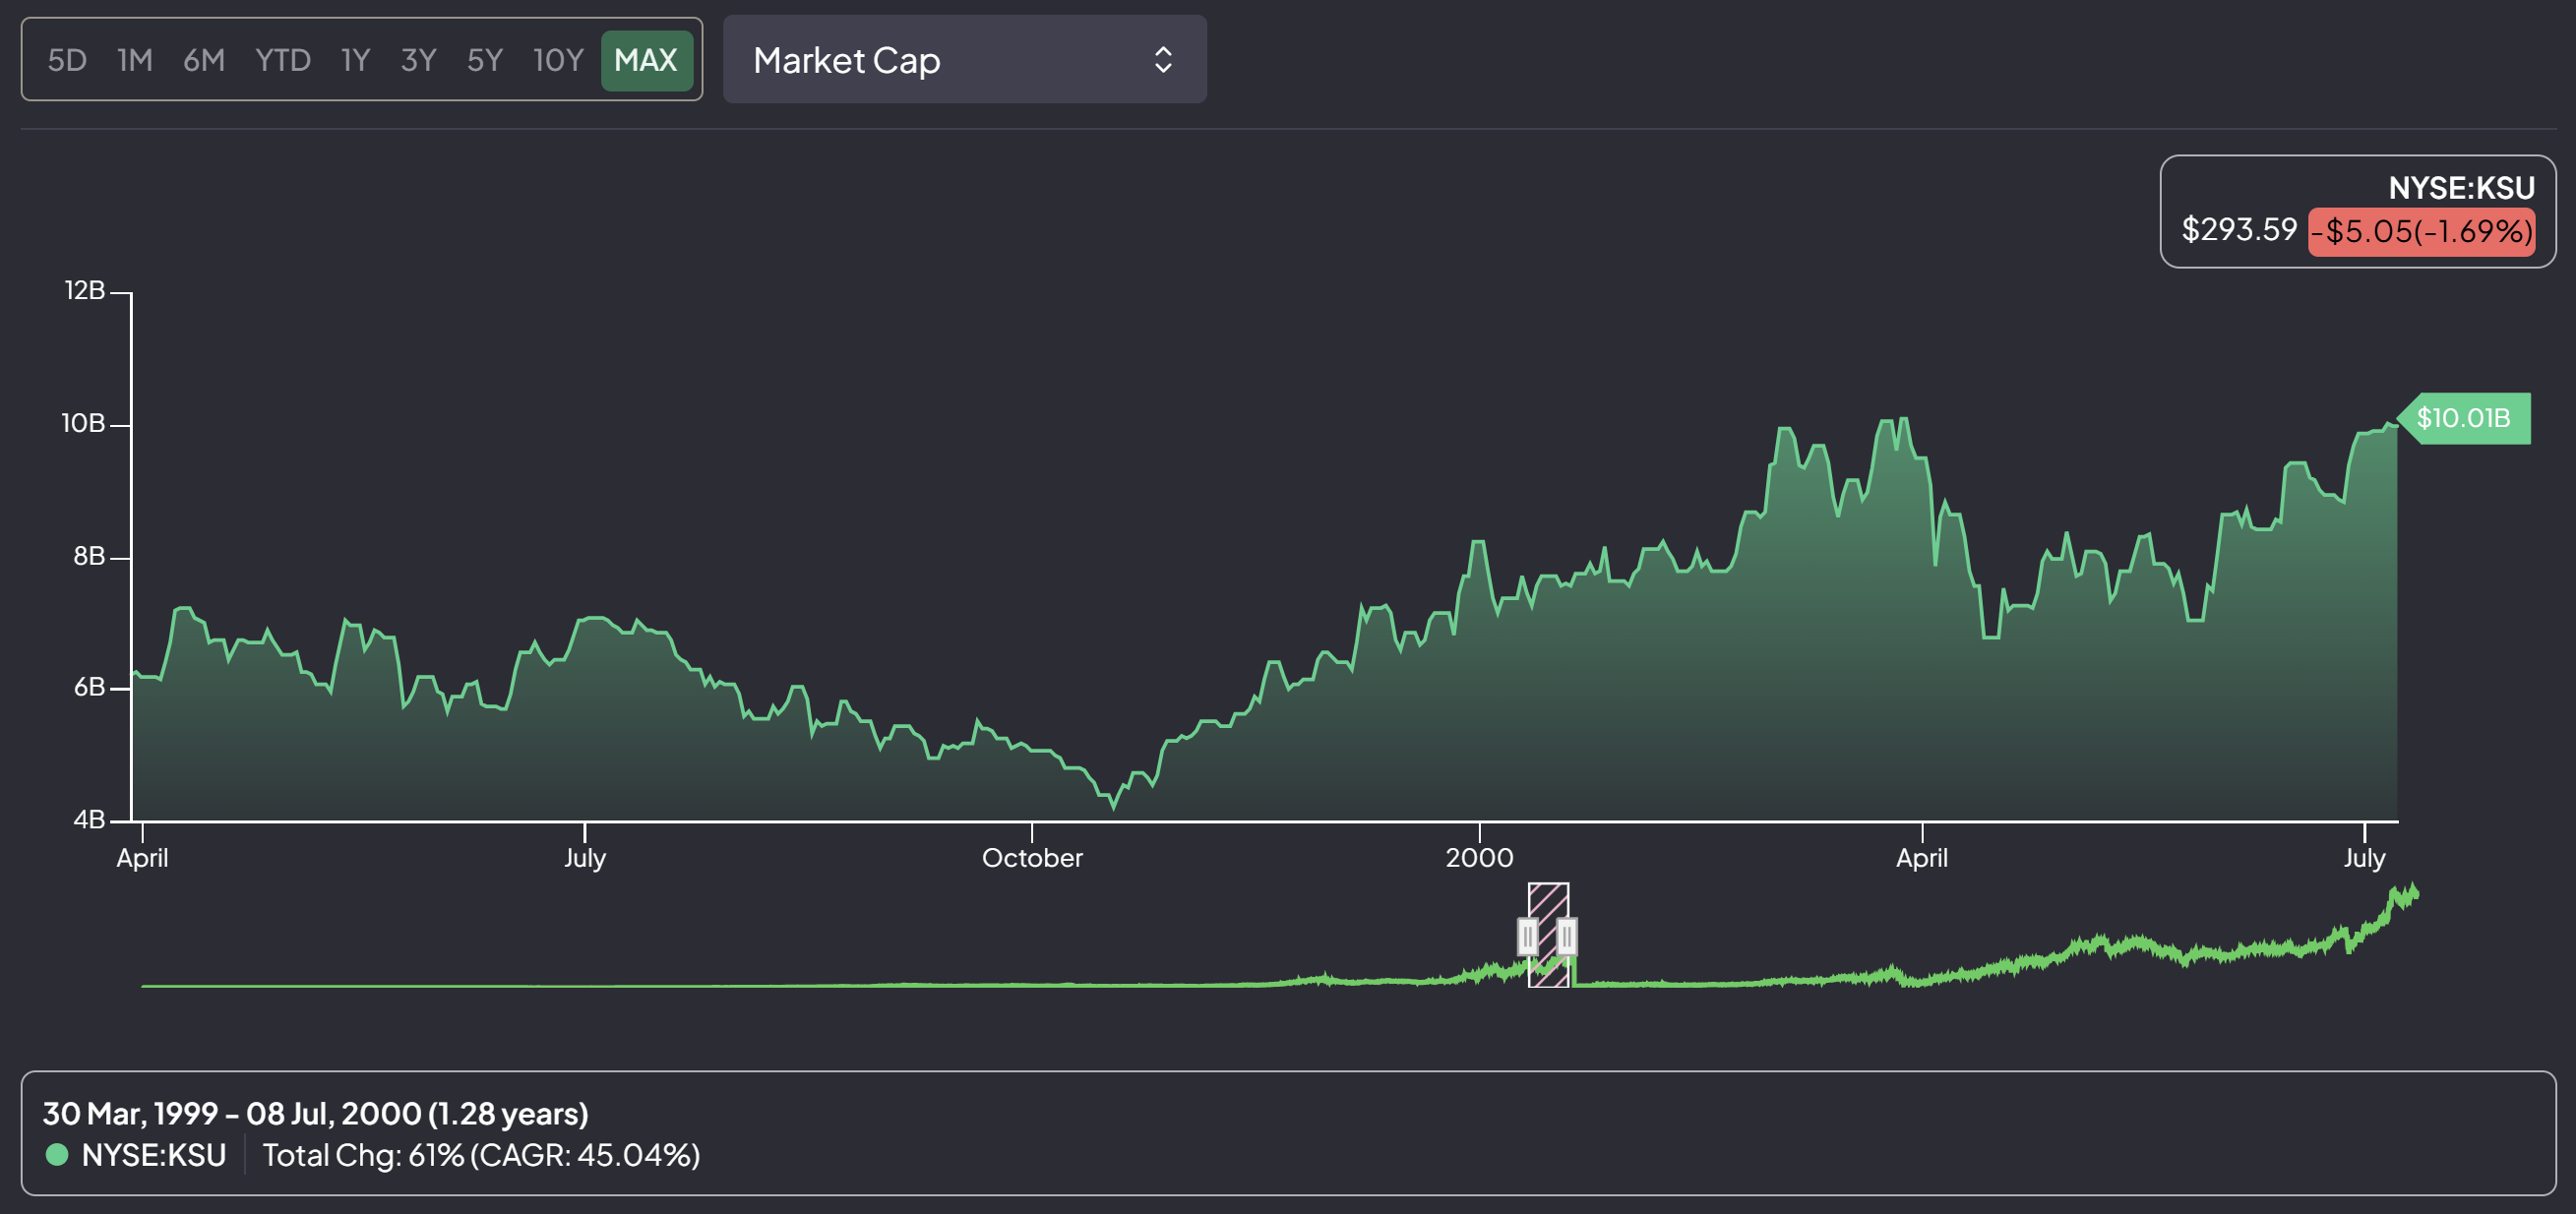 5D 1M 6M YTD 1Y 3Y 5Y 10Y MAX Market Cap
NYSE:KSU
$293.59 -$5.05(-1.69%)
12B
10B
$10.01B
8B
6B
4B
April July October 2000 April July
30 Mar, 1999 - 08 Jul, 2000 (1.28 years)
NYSE:KSU Total Chg: 61% (CAGR: 45.04%)